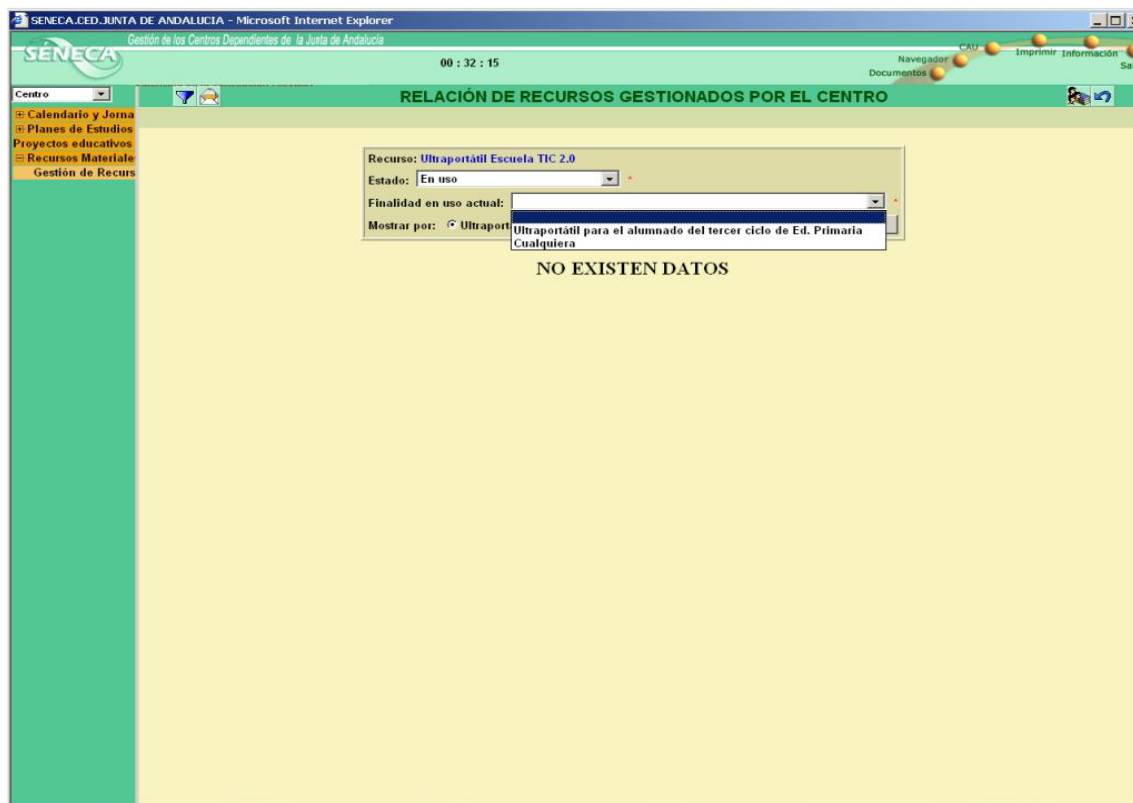 SENECA.CED.JUNTA DE ANDALUCIA - Microsoft Internet Explorer
Gestión de los Centros Dependientes de la Junta de Andalucía
SÉNECA
00 : 32 : 15
CAU
Navegador
Documentos
Imprimir
Información
Sa
Centro
RELACIÓN DE RECURSOS GESTIONADOS POR EL CENTRO
Calendario y Jorna
Planes de Estudios
Proyectos educativos
Recursos Materiale
Gestión de Recurs
Recurso: Ultraportátil Escuela TIC 2.0
Estado: En uso *
Finalidad en uso actual: *
Mostrar por: Ultraport
Ultraportátil para el alumnado del tercer ciclo de Ed. Primaria
Cualquiera
NO EXISTEN DATOS